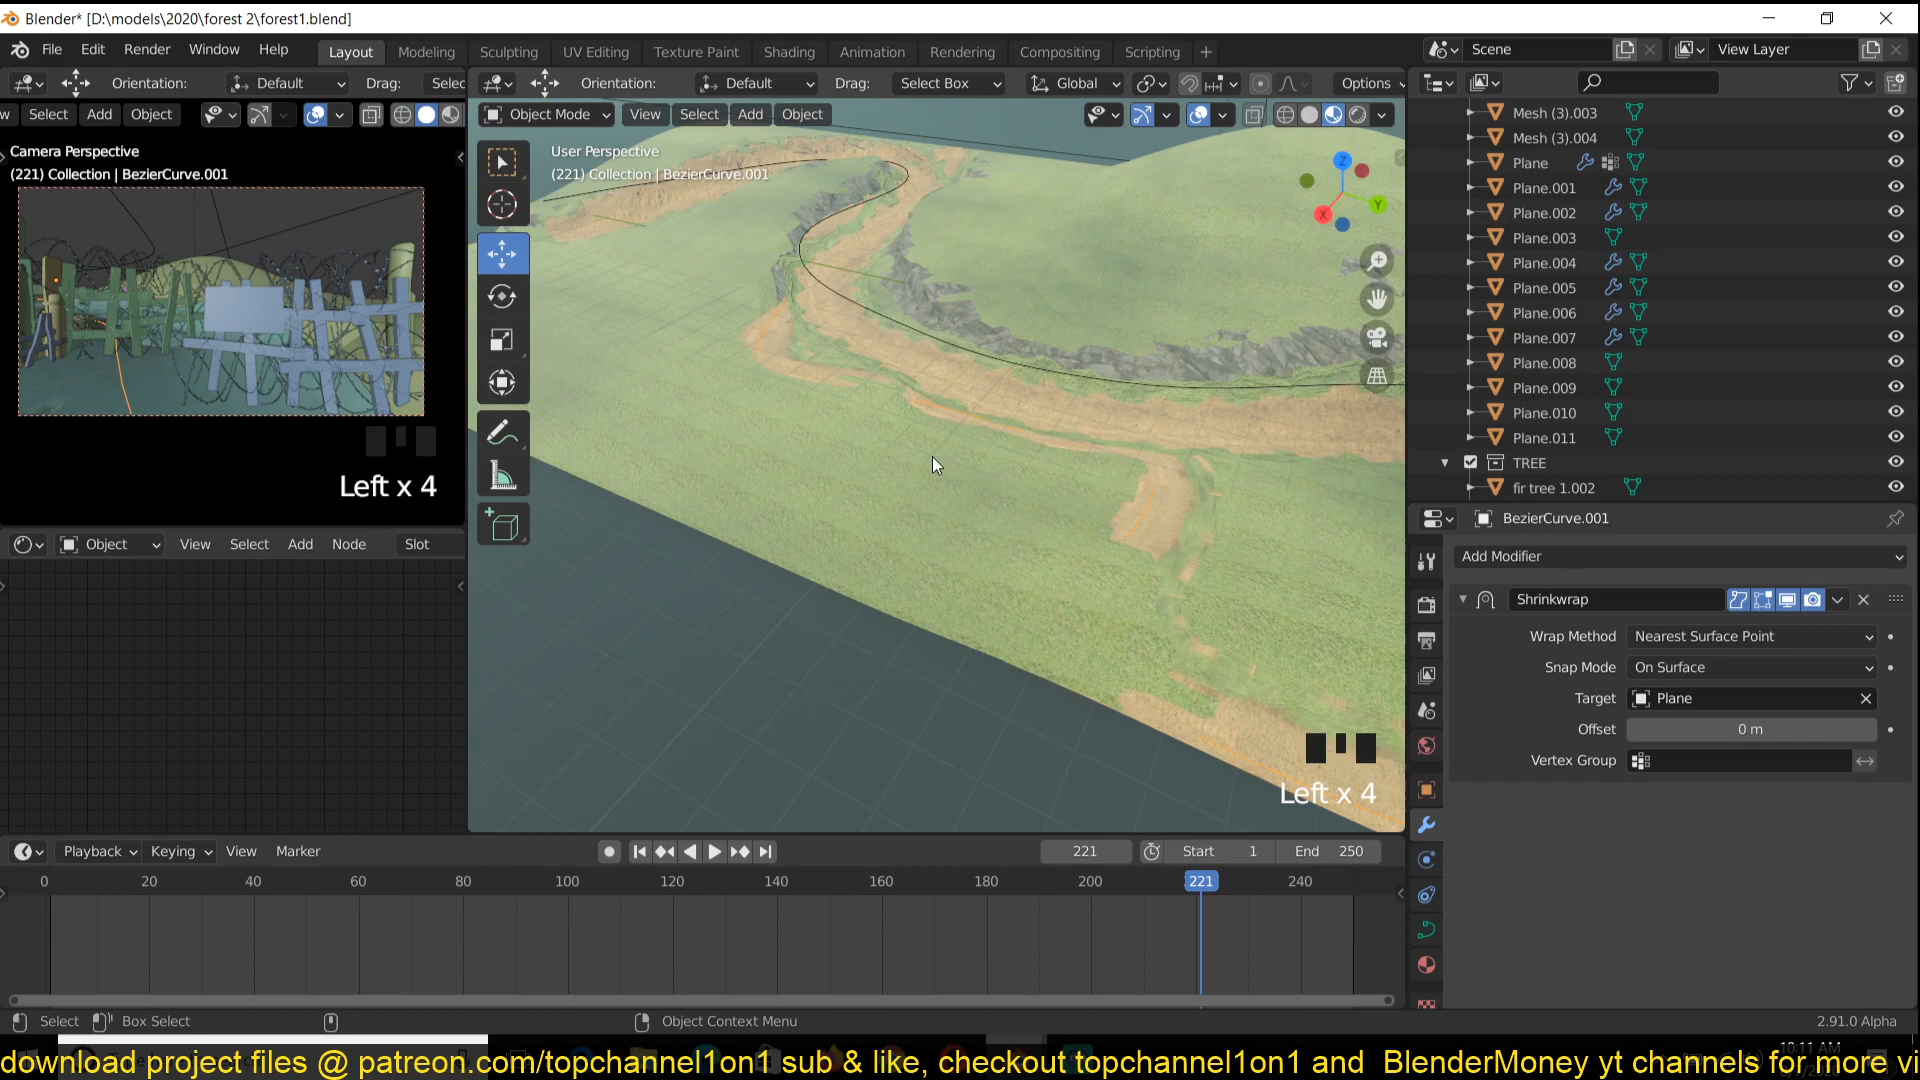 Blender* [D:\models\2020\forest 2\forest1.blend]
File Edit Render Window Help
Layout Modeling Sculpting UV Editing Texture Paint Shading Animation Rendering Compositing Scripting +
Scene
View Layer
Orientation: Default Drag: Selec
Orientation: Default Drag: Select Box Global Options
w Select Add Object
Object Mode View Select Add Object
Camera Perspective
(221) Collection | BezierCurve.001
User Perspective
(221) Collection | BezierCurve.001
Z
Y
X
Left x 4
Left x 4
Mesh (3).003
Mesh (3).004
Plane
Plane.001
Plane.002
Plane.003
Plane.004
Plane.005
Plane.006
Plane.007
Plane.008
Plane.009
Plane.010
Plane.011
TREE
fir tree 1.002
BezierCurve.001
Add Modifier
Shrinkwrap
Wrap Method Nearest Surface Point
Snap Mode On Surface
Target Plane
Offset 0 m
Vertex Group
Object View Select Add Node Slot
Playback Keying View Marker
221 Start 1 End 250
0 20 40 60 80 100 120 140 160 180 200 221 240
Select Box Select Object Context Menu 2.91.0 Alpha
10:11 AM
download project files @ patreon.com/topchannel1on1 sub & like, checkout topchannel1on1 and BlenderMoney yt channels for more vi